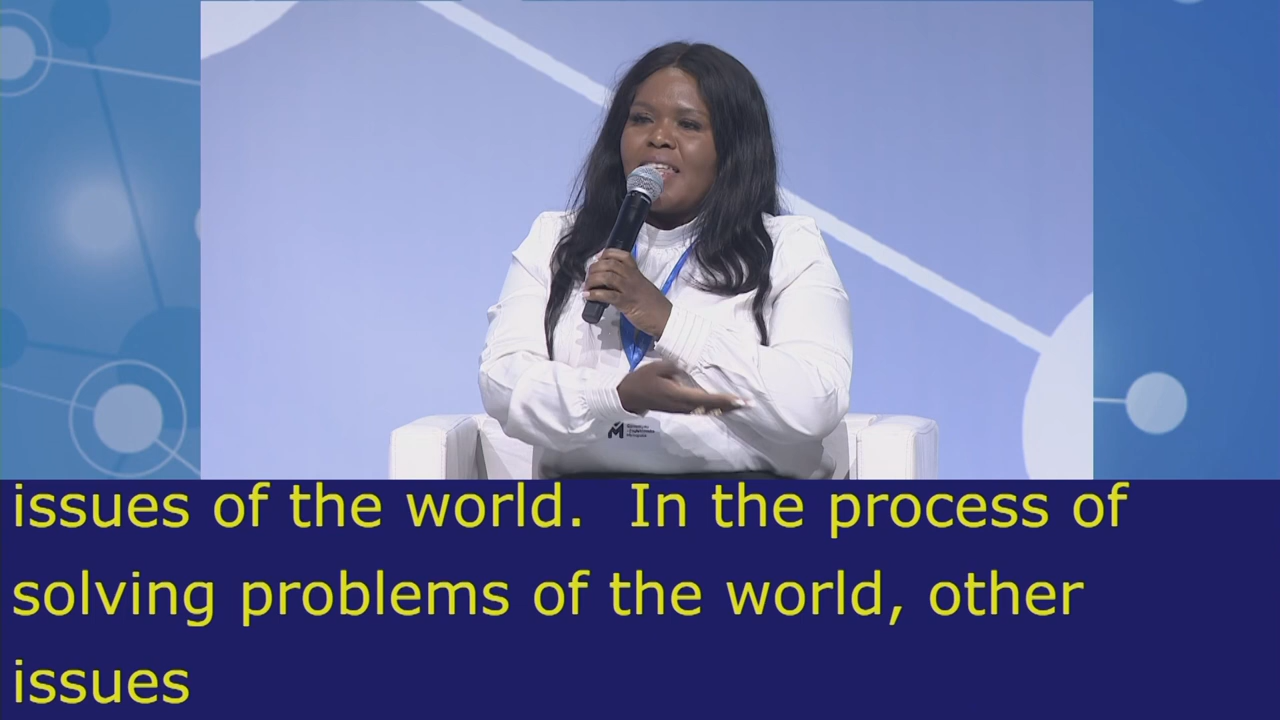 issues of the world.  In the process of
solving problems of the world, other
issues